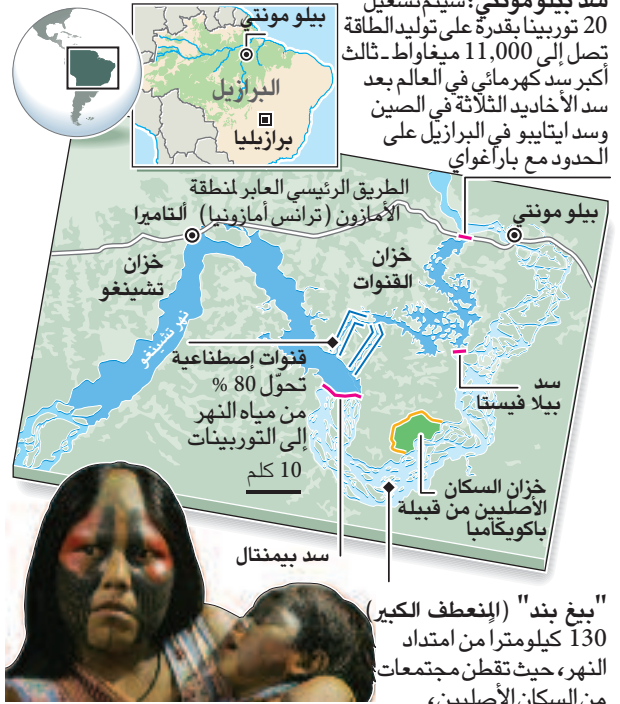 سد بيلو مونتي: سيتم تشغيل
20 توربينا بقدرة على توليد الطاقة
تصل إلى 11,000 ميغاواط ـ ثالث
أكبر سد كهرمائي في العالم بعد
سد الأخاديد الثلاثة في الصين
وسد ايتايبو في البرازيل على
الحدود مع باراغواي
بيلو مونتي
البرازيل
برازيليا
الطريق الرئيسي العابر لمنطقة
الأمازون (ترانس أمازونيا)
ألتاميرا
بيلو مونتي
خزان
القنوات
خزان
تشينغو
نهر تشينغو
قنوات إصطناعية
تحوّل 80 %
من مياه النهر
إلى التوربينات
10 كلم
سد
بيلا فيستا
خزان السكان
الأصليين من قبيلة
باكويكامبا
سد بيمنتال
"بيغ بند" (المنعطف الكبير)
130 كيلومتراً من امتداد
النهر، حيث تقطن مجتمعات
من السكان الأصليين،